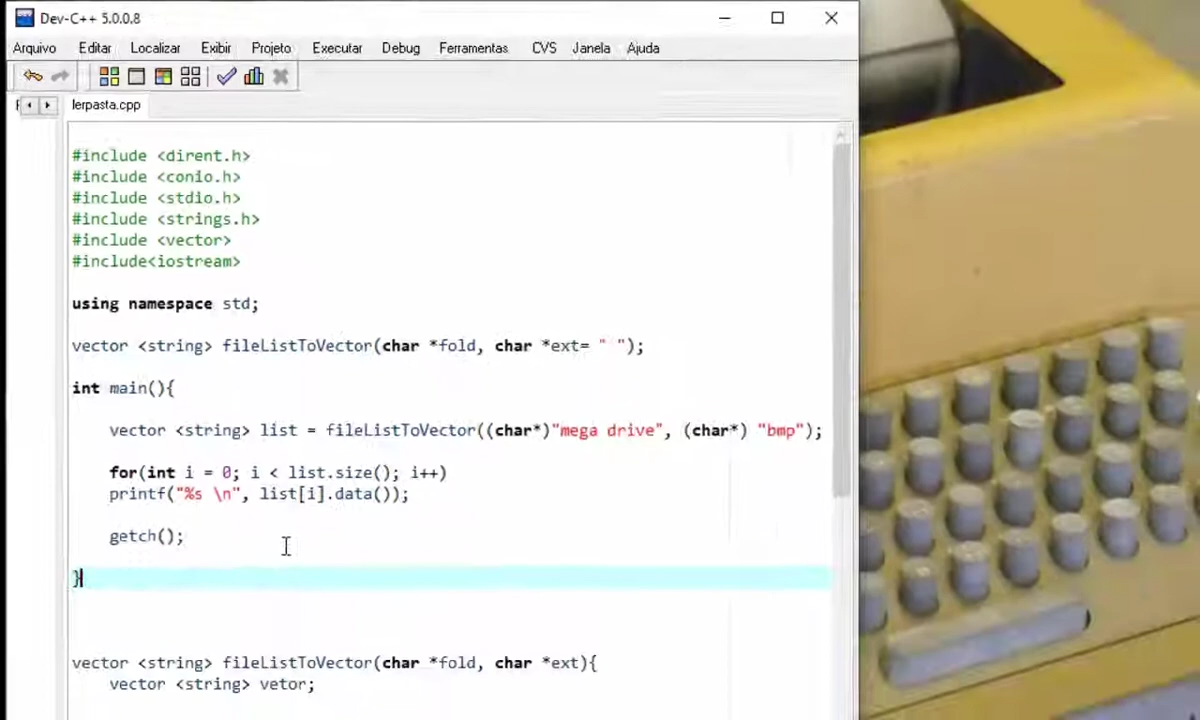 Dev-C++ 5.0.0.8
Arquivo Editar Localizar Exibir Projeto Executar Debug Ferramentas CVS Janela Ajuda
lerpasta.cpp
#include <dirent.h>
#include <conio.h>
#include <stdio.h>
#include <strings.h>
#include <vector>
#include<iostream>
using namespace std;
vector <string> fileListToVector(char *fold, char *ext= " ");
int main(){
vector <string> list = fileListToVector((char*)"mega drive", (char*) "bmp");
for(int i = 0; i < list.size(); i++)
printf("%s \n", list[i].data());
getch();
}
vector <string> fileListToVector(char *fold, char *ext){
vector <string> vetor;